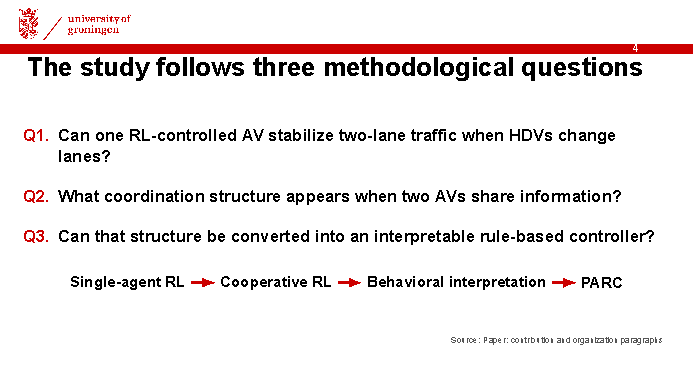 university of
groningen
4
The study follows three methodological questions
Q1. Can one RL-controlled AV stabilize two-lane traffic when HDVs change
lanes?
Q2. What coordination structure appears when two AVs share information?
Q3. Can that structure be converted into an interpretable rule-based controller?
Single-agent RL Cooperative RL Behavioral interpretation PARC
Source: Paper: contribution and organization paragraphs